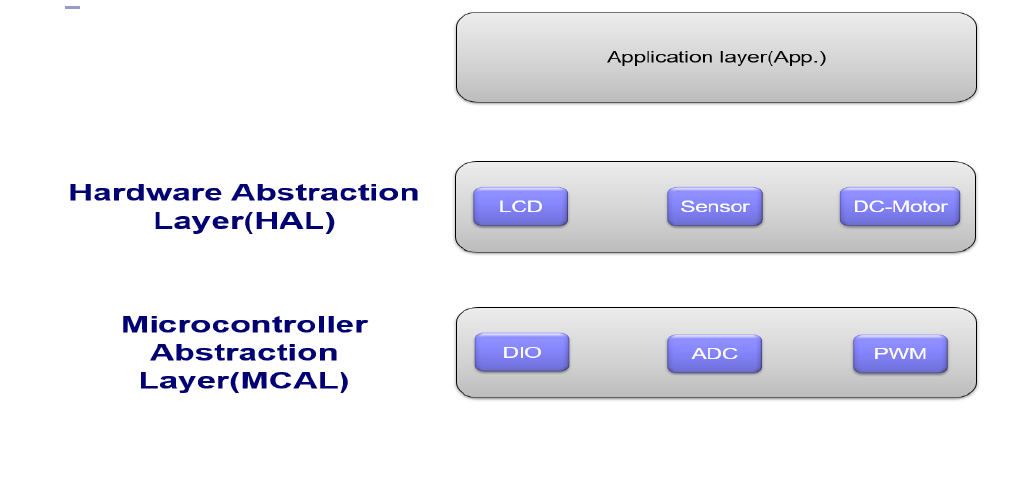 Application layer(App.)
Hardware Abstraction
Layer(HAL)
LCD
Sensor
DC-Motor
Microcontroller
Abstraction
Layer(MCAL)
DIO
ADC
PWM